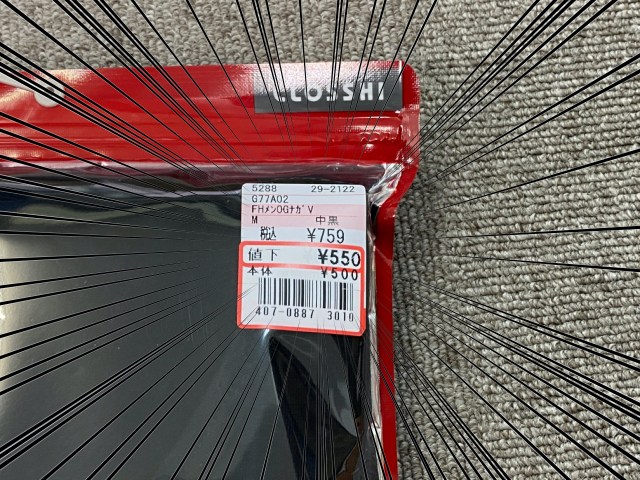 CLOSSHI
5288 29-2122
G77A02
FHメンOGナガV
M 中黒
税込 ¥759
値下 ¥550
本体 ¥500
407-0887 3010